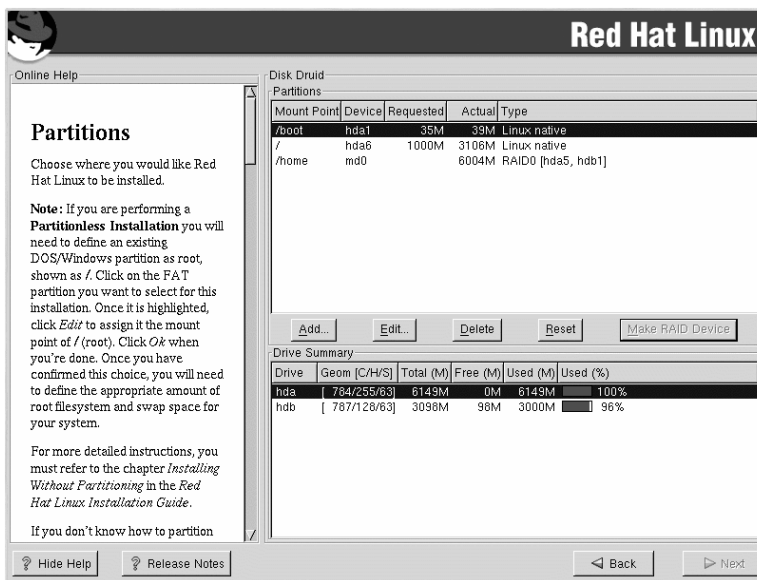 Red Hat Linux
Online Help
Partitions
Choose where you would like Red
Hat Linux to be installed.
Note: If you are performing a
Partitionless Installation you will
need to define an existing
DOS/Windows partition as root,
shown as /. Click on the FAT
partition you want to select for this
installation. Once it is highlighted,
click Edit to assign it the mount
point of / (root). Click Ok when
you're done. Once you have
confirmed this choice, you will need
to define the appropriate amount of
root filesystem and swap space for
your system.
For more detailed instructions, you
must refer to the chapter Installing
Without Partitioning in the Red
Hat Linux Installation Guide.
If you don't know how to partition
Disk Druid
Partitions
Mount Point Device Requested Actual Type
/boot hda1 35M 39M Linux native
/ hda6 1000M 3106M Linux native
/home md0 6004M RAID0 [hda5, hdb1]
Add... Edit... Delete Reset Make RAID Device
Drive Summary
Drive Geom [C/H/S] Total (M) Free (M) Used (M) Used (%)
hda [ 784/255/63] 6149M 0M 6149M 100%
hdb [ 787/128/63] 3098M 98M 3000M 96%
? Hide Help ? Release Notes Back Next